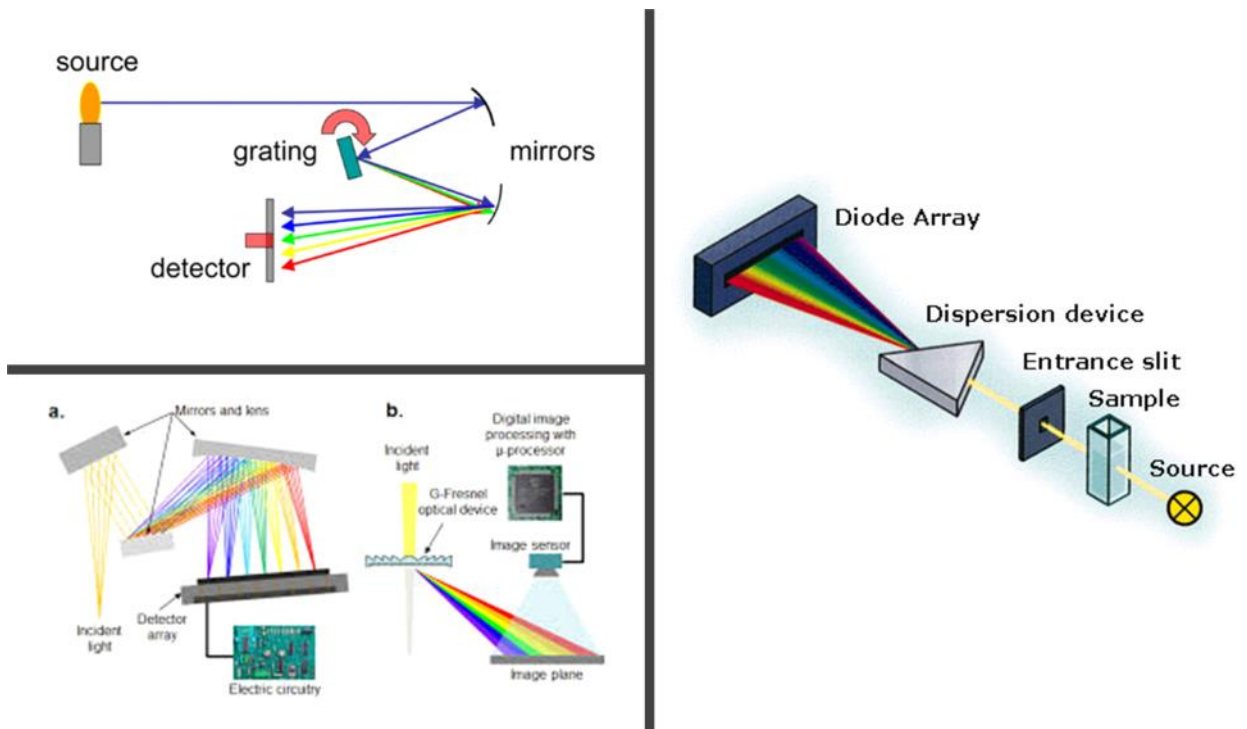 source
grating
mirrors
detector
a.
Mirrors and lens
Incident
light
Detector
array
Electric circuitry
b.
Incident
light
Digital image
processing with
μ-processor
G-Fresnel
optical device
Image sensor
Image plane
Diode Array
Dispersion device
Entrance slit
Sample
Source